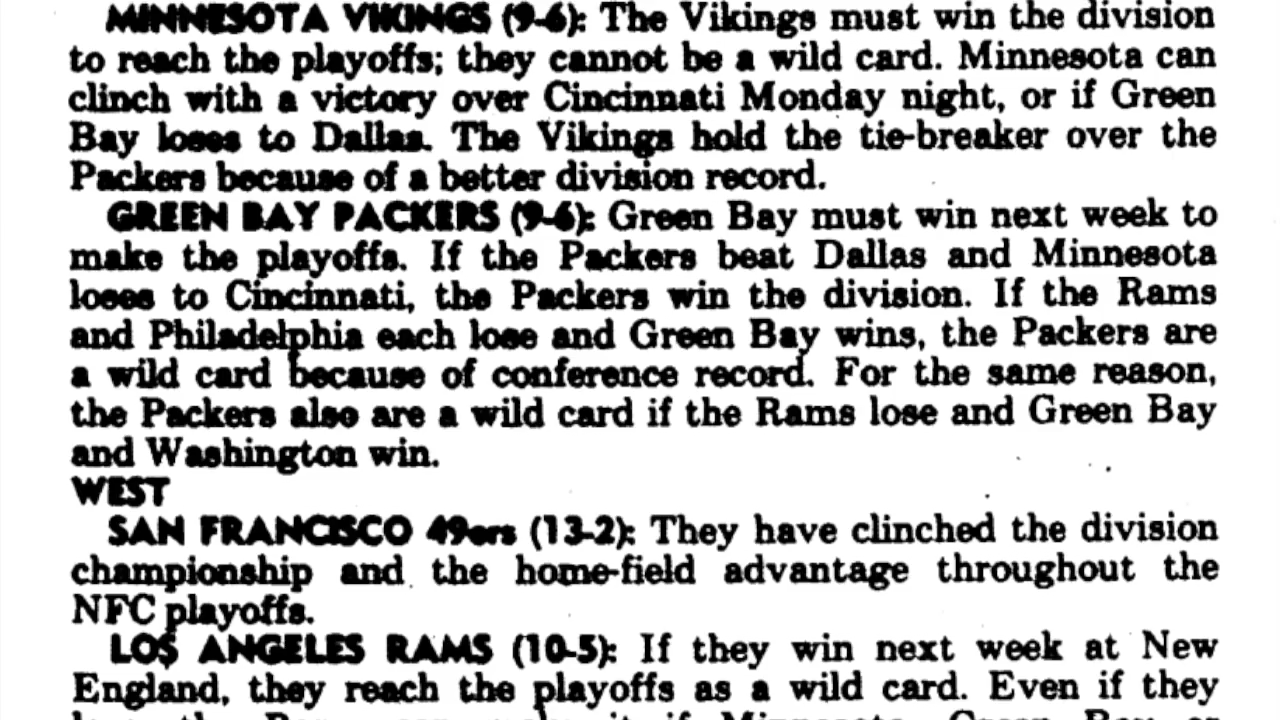 MINNESOTA VIKINGS (9-6): The Vikings must win the division
to reach the playoffs; they cannot be a wild card. Minnesota can
clinch with a victory over Cincinnati Monday night, or if Green
Bay loses to Dallas. The Vikings hold the tie-breaker over the
Packers because of a better division record.
GREEN BAY PACKERS (9-6): Green Bay must win next week to
make the playoffs. If the Packers beat Dallas and Minnesota
loses to Cincinnati, the Packers win the division. If the Rams
and Philadelphia each lose and Green Bay wins, the Packers are
a wild card because of conference record. For the same reason,
the Packers also are a wild card if the Rams lose and Green Bay
and Washington win.
WEST
SAN FRANCISCO 49ers (13-2): They have clinched the division
championship and the home-field advantage throughout the
NFC playoffs.
LOS ANGELES RAMS (10-5): If they win next week at New
England, they reach the playoffs as a wild card. Even if they